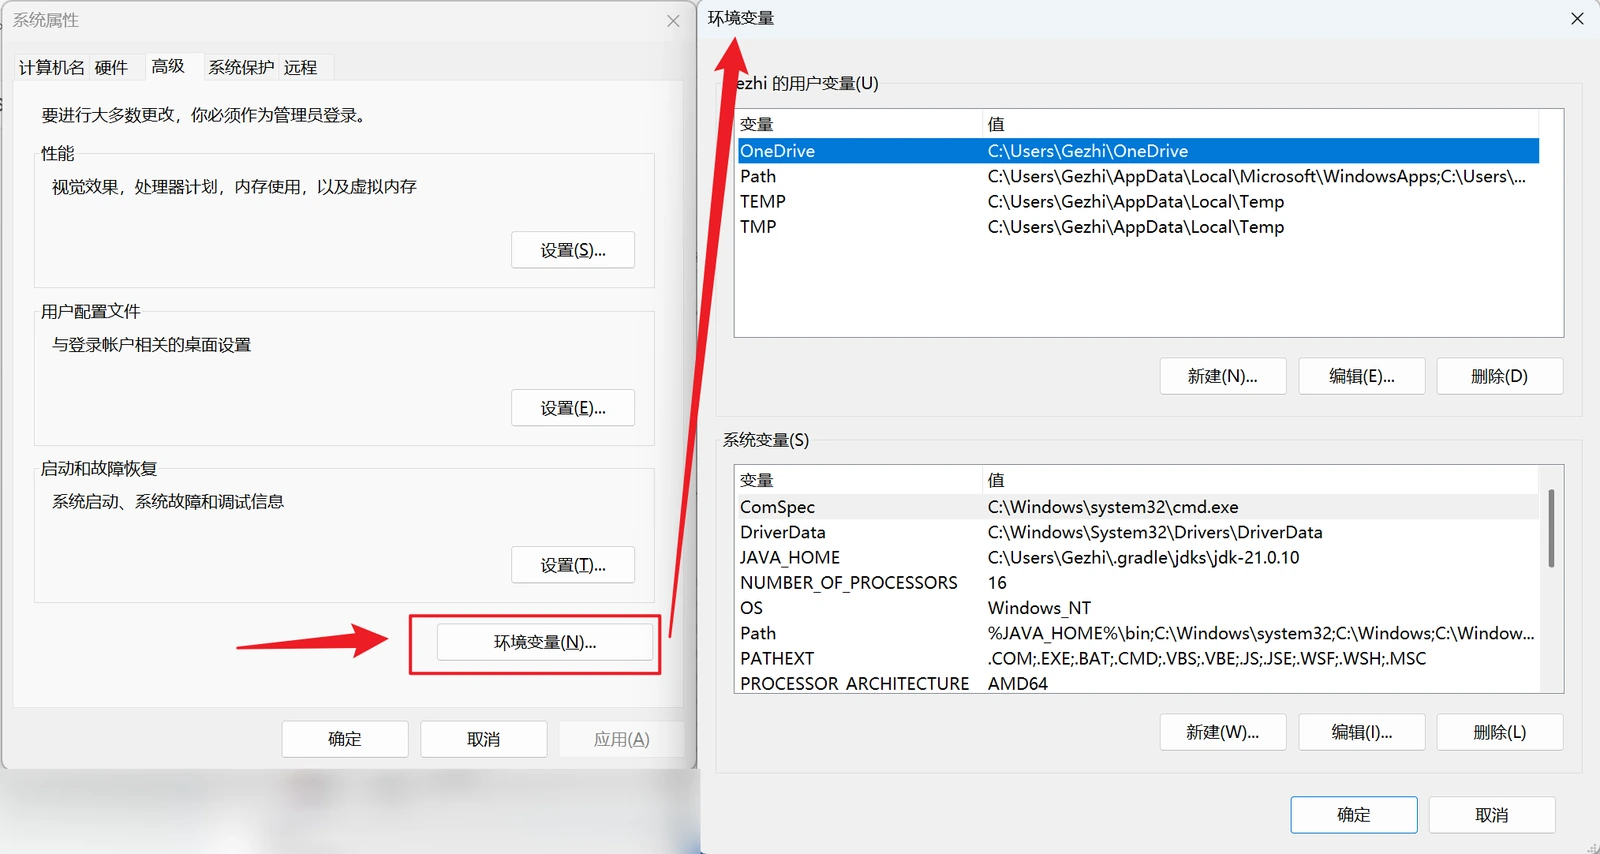 系统属性
计算机名 硬件 高级 系统保护 远程
要进行大多数更改，你必须作为管理员登录。
性能
视觉效果，处理器计划，内存使用，以及虚拟内存
设置(S)...
用户配置文件
与登录帐户相关的桌面设置
设置(E)...
启动和故障恢复
系统启动、系统故障和调试信息
设置(T)...
环境变量(N)...
确定 取消 应用(A)
环境变量
ezhi 的用户变量(U)
变量 值
OneDrive C:\Users\Gezhi\OneDrive
Path C:\Users\Gezhi\AppData\Local\Microsoft\WindowsApps;C:\Users\...
TEMP C:\Users\Gezhi\AppData\Local\Temp
TMP C:\Users\Gezhi\AppData\Local\Temp
新建(N)... 编辑(E)... 删除(D)
系统变量(S)
变量 值
ComSpec C:\Windows\system32\cmd.exe
DriverData C:\Windows\System32\Drivers\DriverData
JAVA_HOME C:\Users\Gezhi\.gradle\jdks\jdk-21.0.10
NUMBER_OF_PROCESSORS 16
OS Windows_NT
Path %JAVA_HOME%\bin;C:\Windows\system32;C:\Windows;C:\Window...
PATHEXT .COM;.EXE;.BAT;.CMD;.VBS;.VBE;.JS;.JSE;.WSF;.WSH;.MSC
PROCESSOR_ARCHITECTURE AMD64
新建(W)... 编辑(I)... 删除(L)
确定 取消